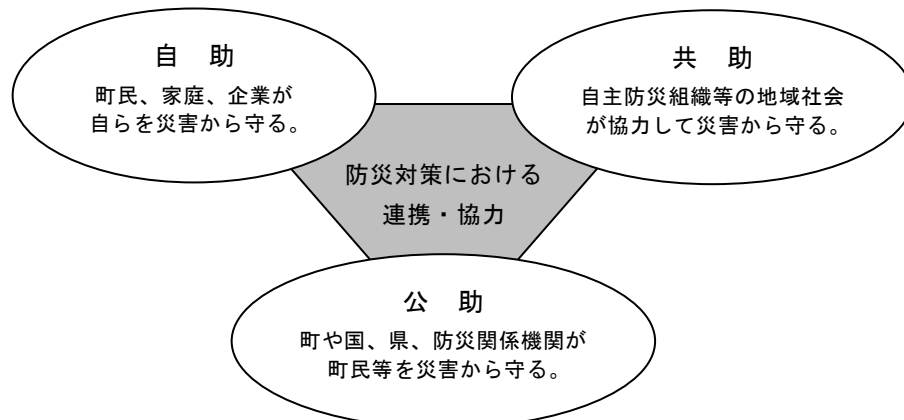 自　助
町民、家庭、企業が
自らを災害から守る。
共　助
自主防災組織等の地域社会
が協力して災害から守る。
防災対策における
連携・協力
公　助
町や国、県、防災関係機関が
町民等を災害から守る。